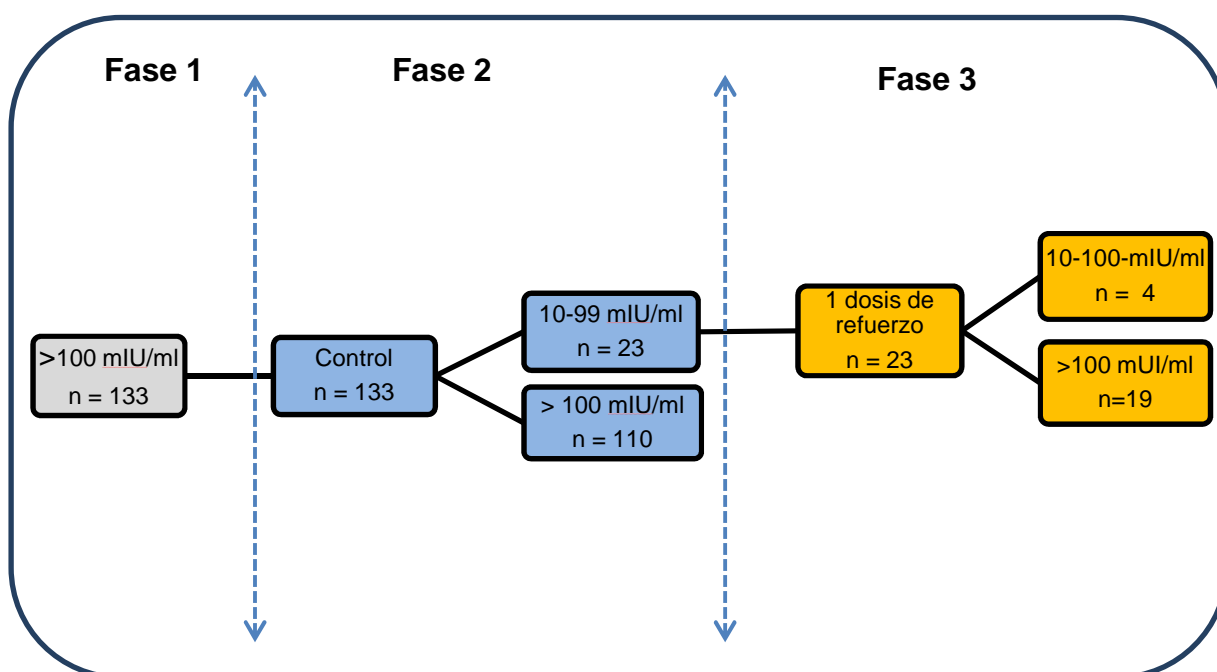 Fase 1
Fase 2
Fase 3
>100 mIU/ml
n = 133
Control
n = 133
10-99 mIU/ml
n = 23
> 100 mIU/ml
n = 110
1 dosis de
refuerzo
n = 23
10-100-mIU/ml
n =  4
>100 mUI/ml
n=19